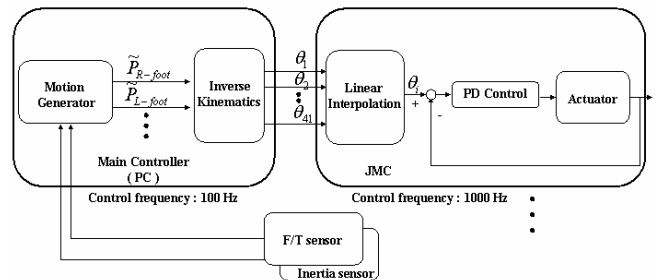 Motion
Generator
P̃R-foot
P̃L-foot
Inverse
Kinematics
θ1
θ2
θ41
Linear
Interpolation
θi
+
-
PD Control
Actuator
Main Controller
( PC )
JMC
Control frequency : 100 Hz
Control frequency : 1000 Hz
F/T sensor
Inertia sensor